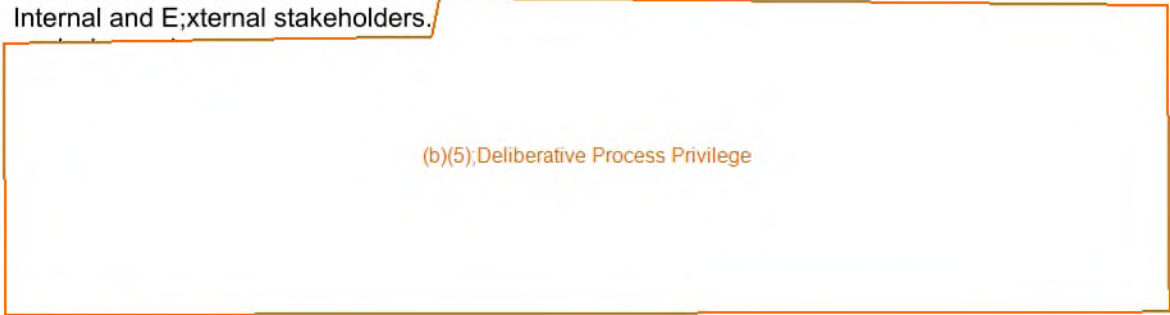 Internal and E;xternal stakeholders.
(b)(5);Deliberative Process Privilege